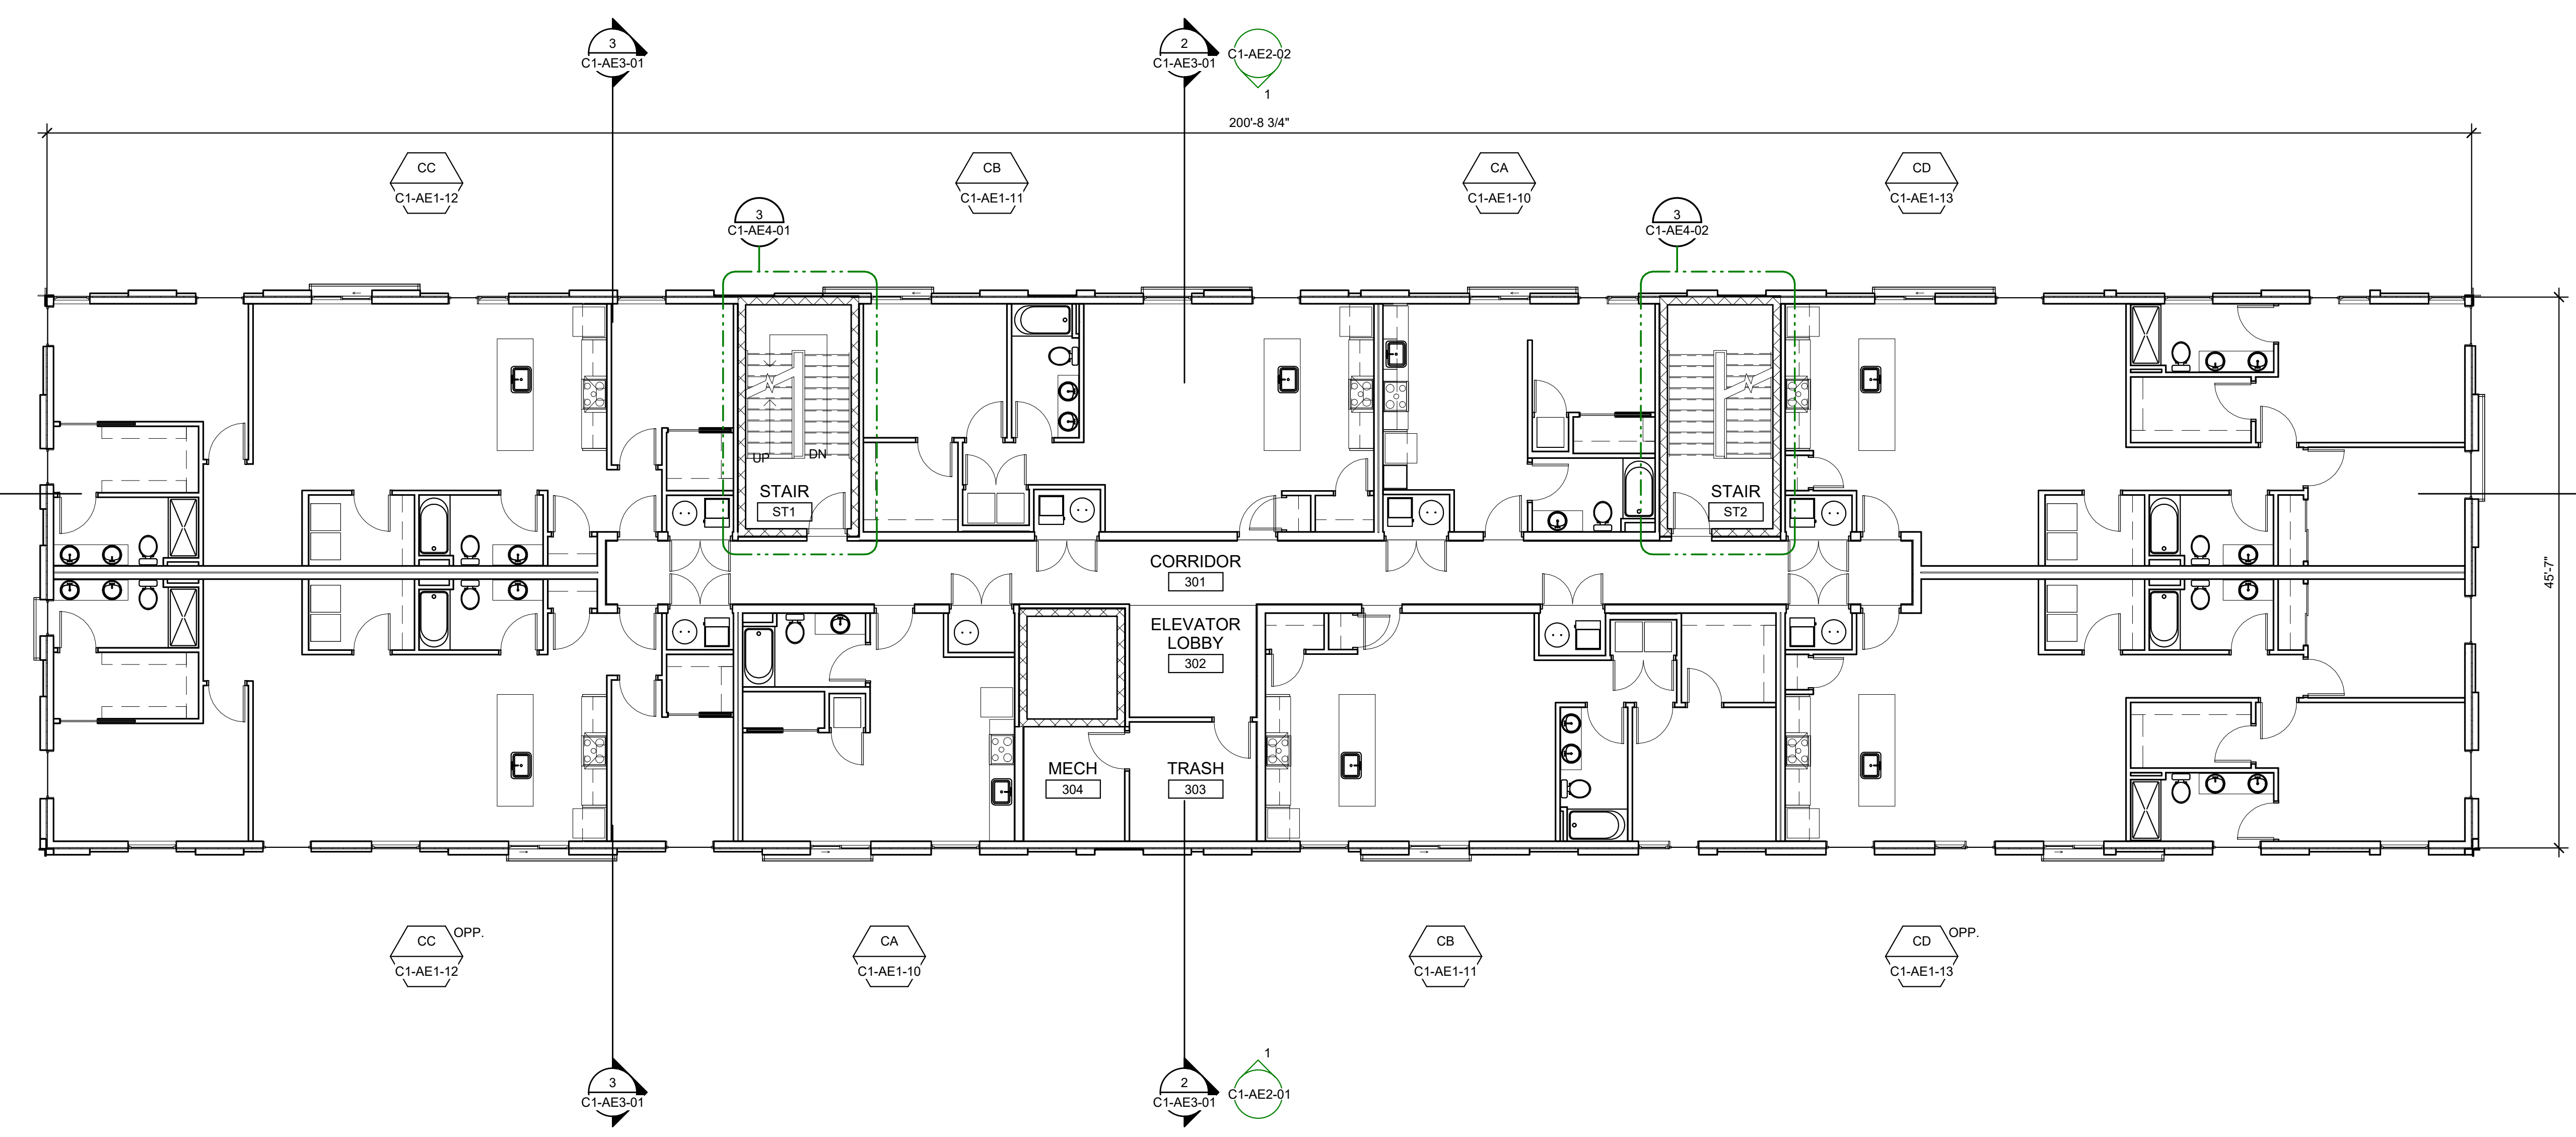 3
C1-AE3-01
2
C1-AE3-01
C1-AE2-02
1
200'-8 3/4"
CC
C1-AE1-12
CB
C1-AE1-11
CA
C1-AE1-10
CD
C1-AE1-13
3
C1-AE4-01
3
C1-AE4-02
UP
DN
STAIR
ST1
STAIR
ST2
CORRIDOR
301
45'-7"
ELEVATOR
LOBBY
302
MECH
304
TRASH
303
CC
OPP.
C1-AE1-12
CA
C1-AE1-10
CB
C1-AE1-11
CD
OPP.
C1-AE1-13
3
C1-AE3-01
2
C1-AE3-01
1
C1-AE2-01